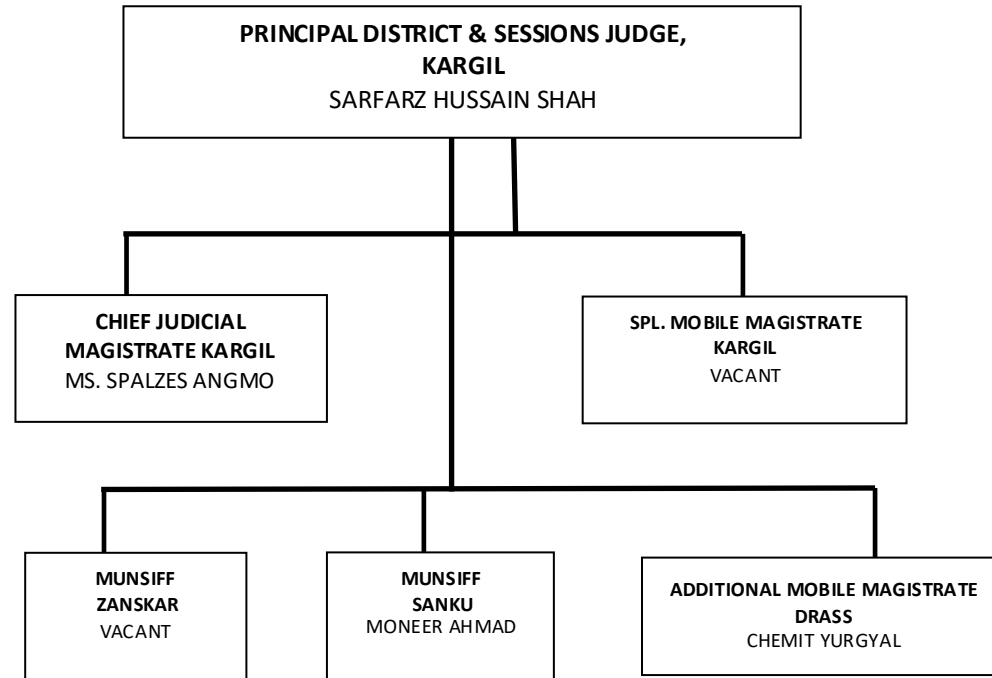 PRINCIPAL DISTRICT & SESSIONS JUDGE,
KARGIL
SARFARZ HUSSAIN SHAH
CHIEF JUDICIAL
MAGISTRATE KARGIL
MS. SPALZES ANGMO
SPL. MOBILE MAGISTRATE
KARGIL
VACANT
MUNSIFF
ZANSKAR
VACANT
MUNSIFF
SANKU
MONEER AHMAD
ADDITIONAL MOBILE MAGISTRATE
DRASS
CHEMIT YURGYAL